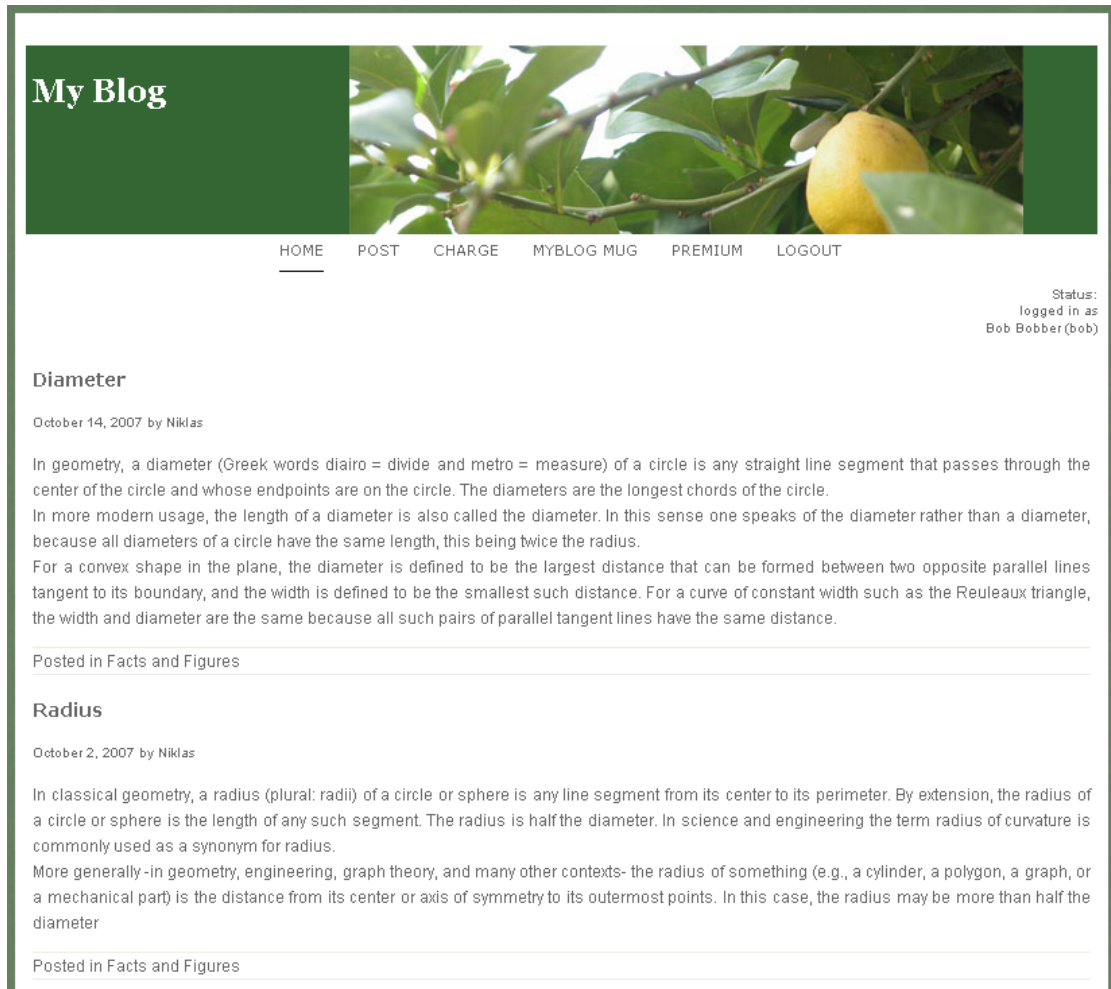 My Blog
HOME POST CHARGE MYBLOG MUG PREMIUM LOGOUT
Status:
logged in as
Bob Bobber (bob)
Diameter
October 14, 2007 by Niklas
In geometry, a diameter (Greek words diairo = divide and metro = measure) of a circle is any straight line segment that passes through the
center of the circle and whose endpoints are on the circle. The diameters are the longest chords of the circle.
In more modern usage, the length of a diameter is also called the diameter. In this sense one speaks of the diameter rather than a diameter,
because all diameters of a circle have the same length, this being twice the radius.
For a convex shape in the plane, the diameter is defined to be the largest distance that can be formed between two opposite parallel lines
tangent to its boundary, and the width is defined to be the smallest such distance. For a curve of constant width such as the Reuleaux triangle,
the width and diameter are the same because all such pairs of parallel tangent lines have the same distance.
Posted in Facts and Figures
Radius
October 2, 2007 by Niklas
In classical geometry, a radius (plural: radii) of a circle or sphere is any line segment from its center to its perimeter. By extension, the radius of
a circle or sphere is the length of any such segment. The radius is half the diameter. In science and engineering the term radius of curvature is
commonly used as a synonym for radius.
More generally -in geometry, engineering, graph theory, and many other contexts- the radius of something (e.g., a cylinder, a polygon, a graph, or
a mechanical part) is the distance from its center or axis of symmetry to its outermost points. In this case, the radius may be more than half the
diameter
Posted in Facts and Figures